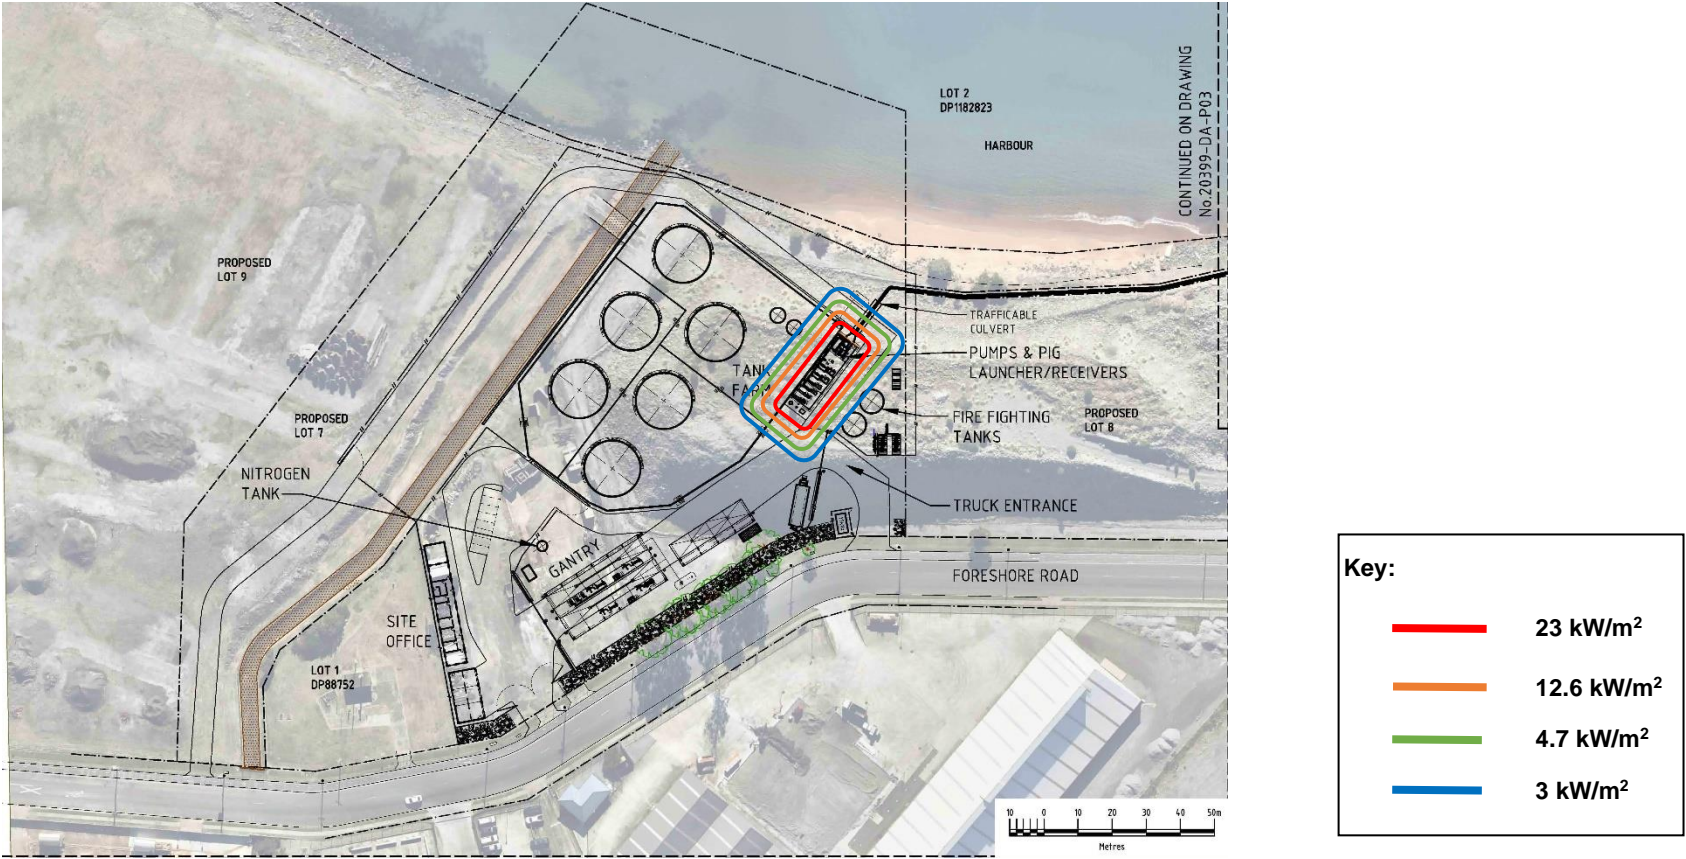 LOT 2
DP1182823
HARBOUR
CONTINUED ON DRAWING
No.20399-DA-P03
PROPOSED
LOT 9
TRAFFICABLE
CULVERT
PUMPS & PIG
LAUNCHER/RECEIVERS
TANK
FARM
FIRE FIGHTING
TANKS
PROPOSED
LOT 8
PROPOSED
LOT 7
NITROGEN
TANK
TRUCK ENTRANCE
GANTRY
FORESHORE ROAD
SITE
OFFICE
LOT 1
DP88752
10 0 10 20 30 40 50m
Metres
Key:
23 kW/m²
12.6 kW/m²
4.7 kW/m²
3 kW/m²